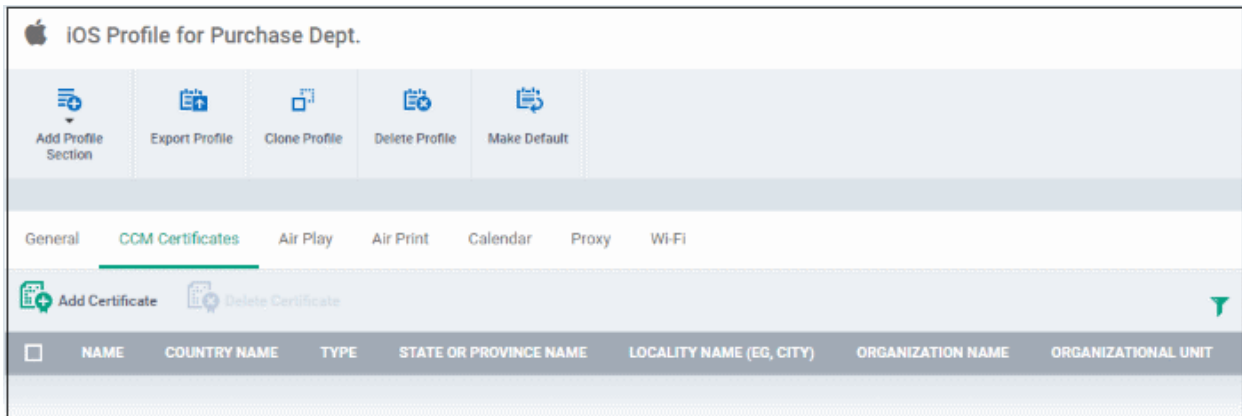 iOS Profile for Purchase Dept.
Add Profile Section Export Profile Clone Profile Delete Profile Make Default
General CCM Certificates Air Play Air Print Calendar Proxy Wi-Fi
Add Certificate Delete Certificate
NAME COUNTRY NAME TYPE STATE OR PROVINCE NAME LOCALITY NAME (EG, CITY) ORGANIZATION NAME ORGANIZATIONAL UNIT